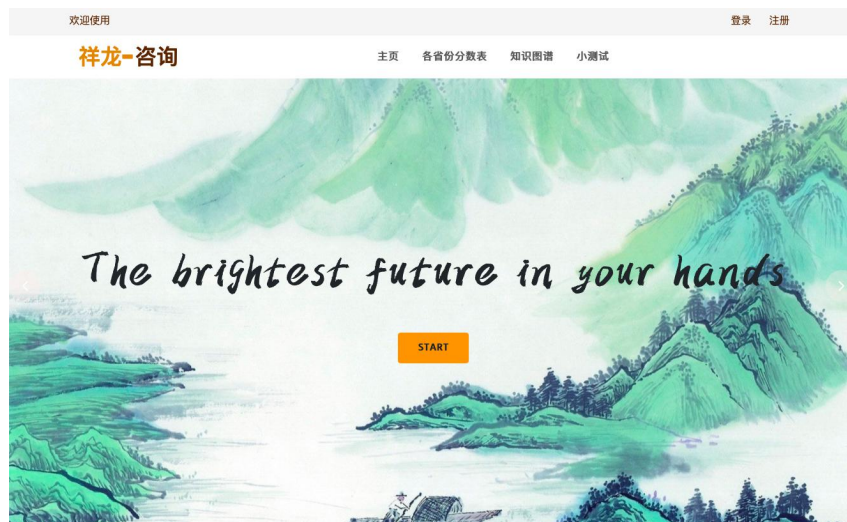 欢迎使用
登录 注册
祥龙-咨询
主页 各省份分数表 知识图谱 小测试
The brightest future in your hands
START